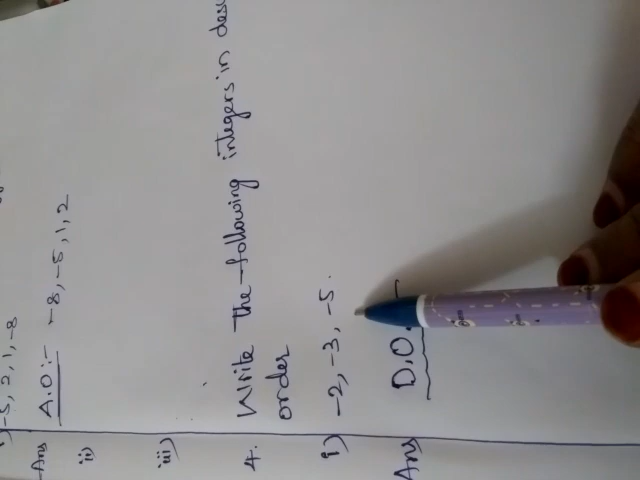 i) -5, 2, 1, -8
Ans A.O:- -8, -5, 1, 2
ii)
iii)
4. Write the following integers in
order
i) -2, -3, -5.
Ans D.O.